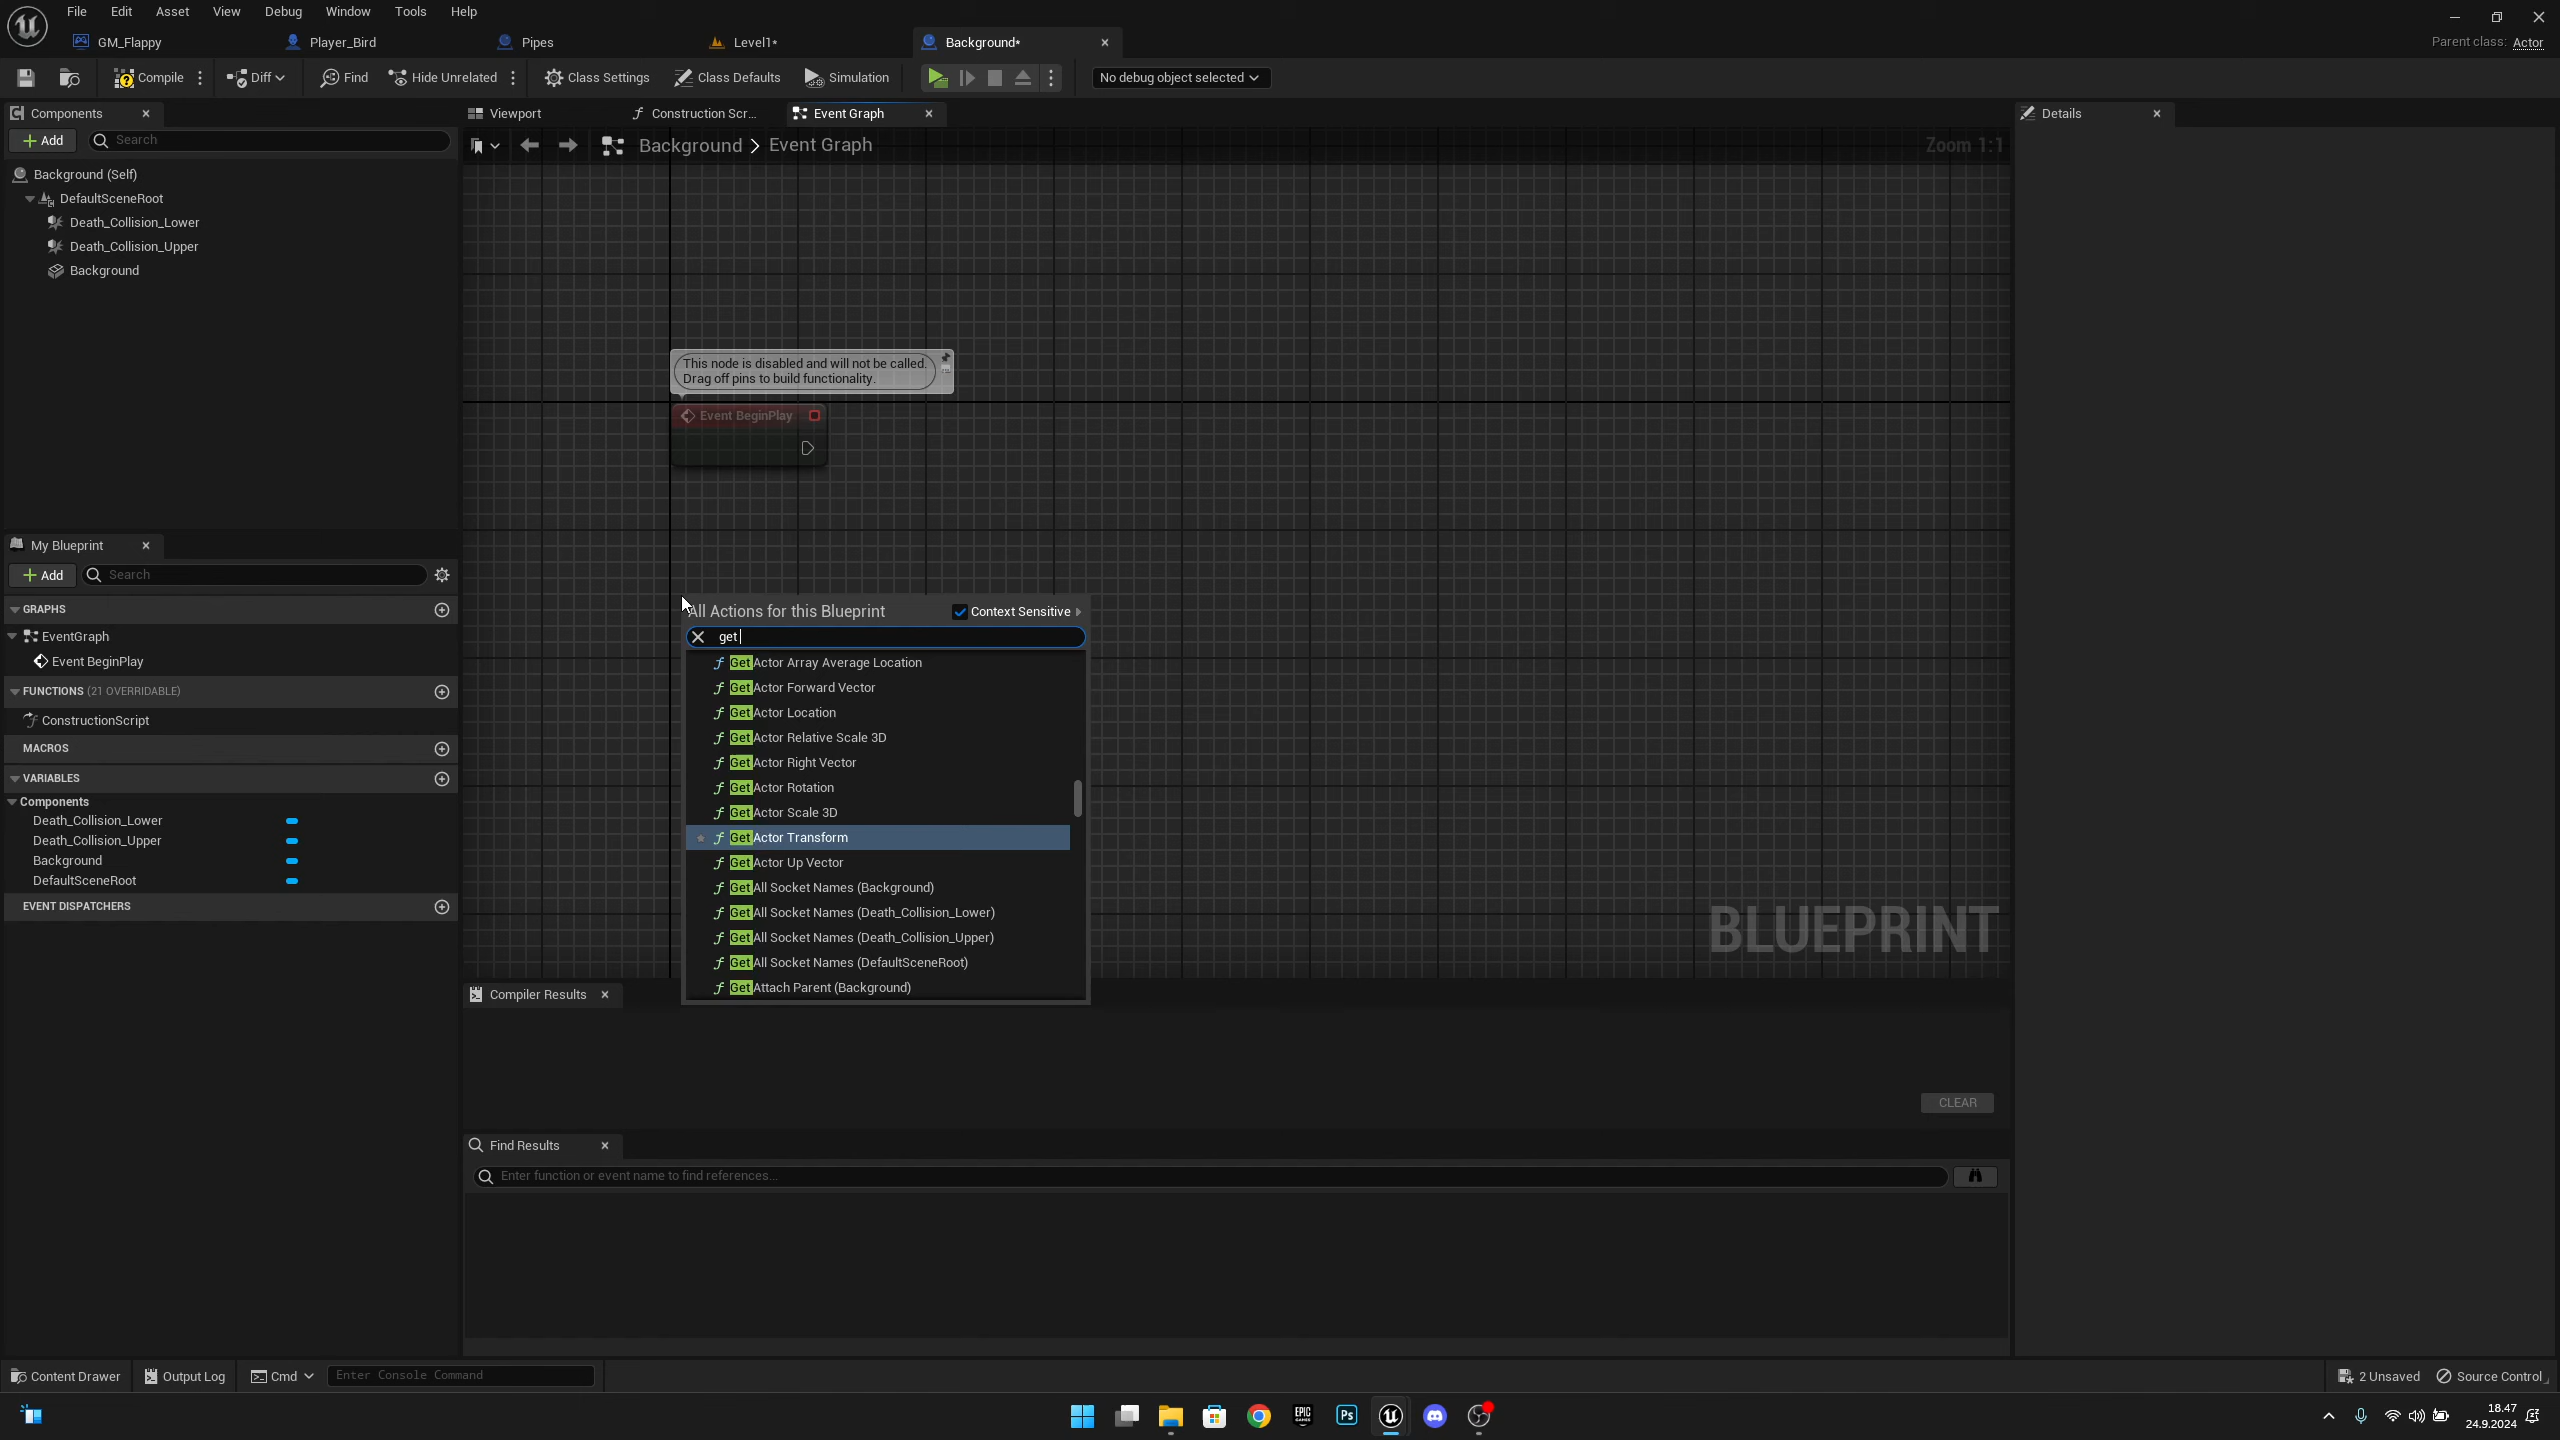 File Edit Asset View Debug Window Tools Help
GM_Flappy Player_Bird Pipes Level1* Background*
Parent class: Actor
Compile Diff Find Hide Unrelated Class Settings Class Defaults Simulation No debug object selected
Components Viewport Construction Scr... Event Graph Details
Add Search
Background > Event Graph Zoom 1:1
Background (Self)
DefaultSceneRoot
Death_Collision_Lower
Death_Collision_Upper
Background
This node is disabled and will not be called.
Drag off pins to build functionality.
Event BeginPlay
My Blueprint
Add Search
GRAPHS
EventGraph
Event BeginPlay
FUNCTIONS (21 OVERRIDABLE)
ConstructionScript
MACROS
VARIABLES
Components
Death_Collision_Lower
Death_Collision_Upper
Background
DefaultSceneRoot
EVENT DISPATCHERS
All Actions for this Blueprint Context Sensitive
get
Get Actor Array Average Location
Get Actor Forward Vector
Get Actor Location
Get Actor Relative Scale 3D
Get Actor Right Vector
Get Actor Rotation
Get Actor Scale 3D
Get Actor Transform
Get Actor Up Vector
Get All Socket Names (Background)
Get All Socket Names (Death_Collision_Lower)
Get All Socket Names (Death_Collision_Upper)
Get All Socket Names (DefaultSceneRoot)
Get Attach Parent (Background)
BLUEPRINT
Compiler Results
CLEAR
Find Results
Enter function or event name to find references...
Content Drawer Output Log Cmd Enter Console Command 2 Unsaved Source Control
EPIC GAMES
Ps
18.47
24.9.2024